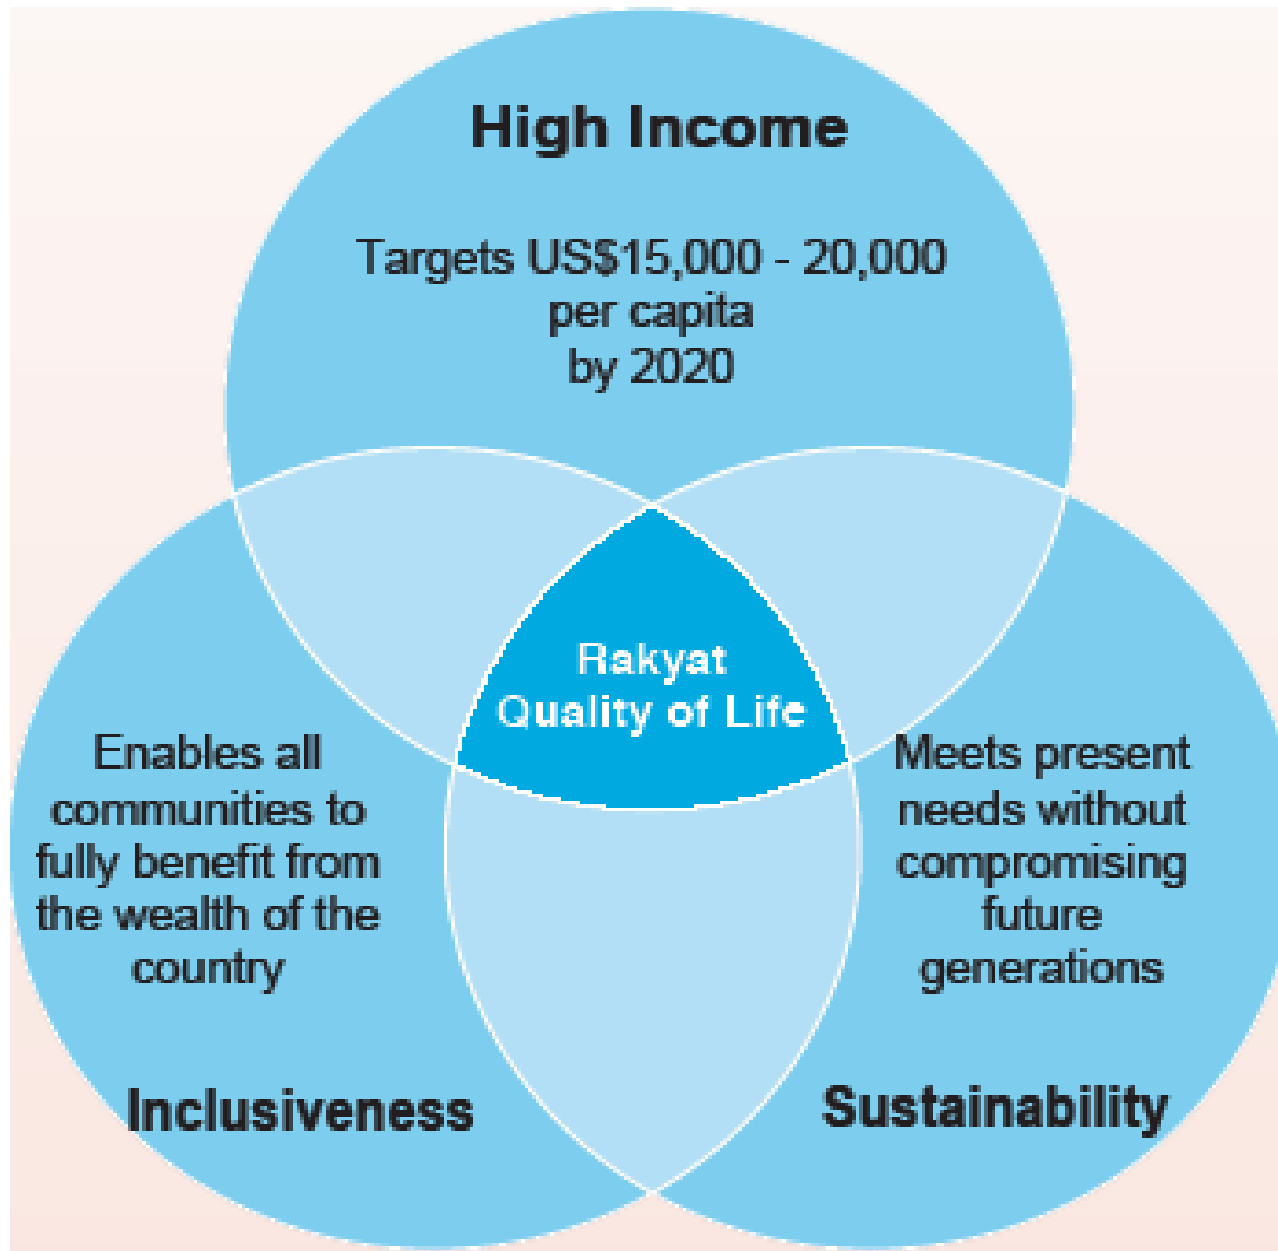 High Income
Targets US$15,000 - 20,000
per capita
by 2020
Rakyat
Quality of Life
Enables all
communities to
fully benefit from
the wealth of the
country
Inclusiveness
Meets present
needs without
compromising
future
generations
Sustainability